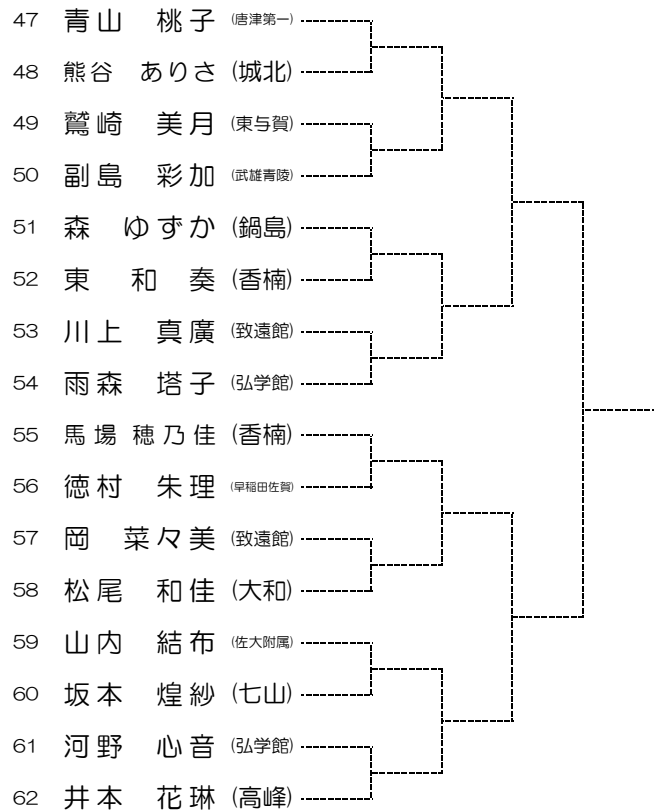 47 青山 桃子 (唐津第一)
48 熊谷 ありさ (城北)
49 鷲崎 美月 (東与賀)
50 副島 彩加 (武雄青陵)
51 森 ゆずか (鍋島)
52 東 和奏 (香楠)
53 川上 真廣 (致遠館)
54 雨森 塔子 (弘学館)
55 馬場 穂乃佳 (香楠)
56 徳村 朱理 (早稲田佐賀)
57 岡 菜々美 (致遠館)
58 松尾 和佳 (大和)
59 山内 結布 (佐大附属)
60 坂本 煌紗 (七山)
61 河野 心音 (弘学館)
62 井本 花琳 (高峰)